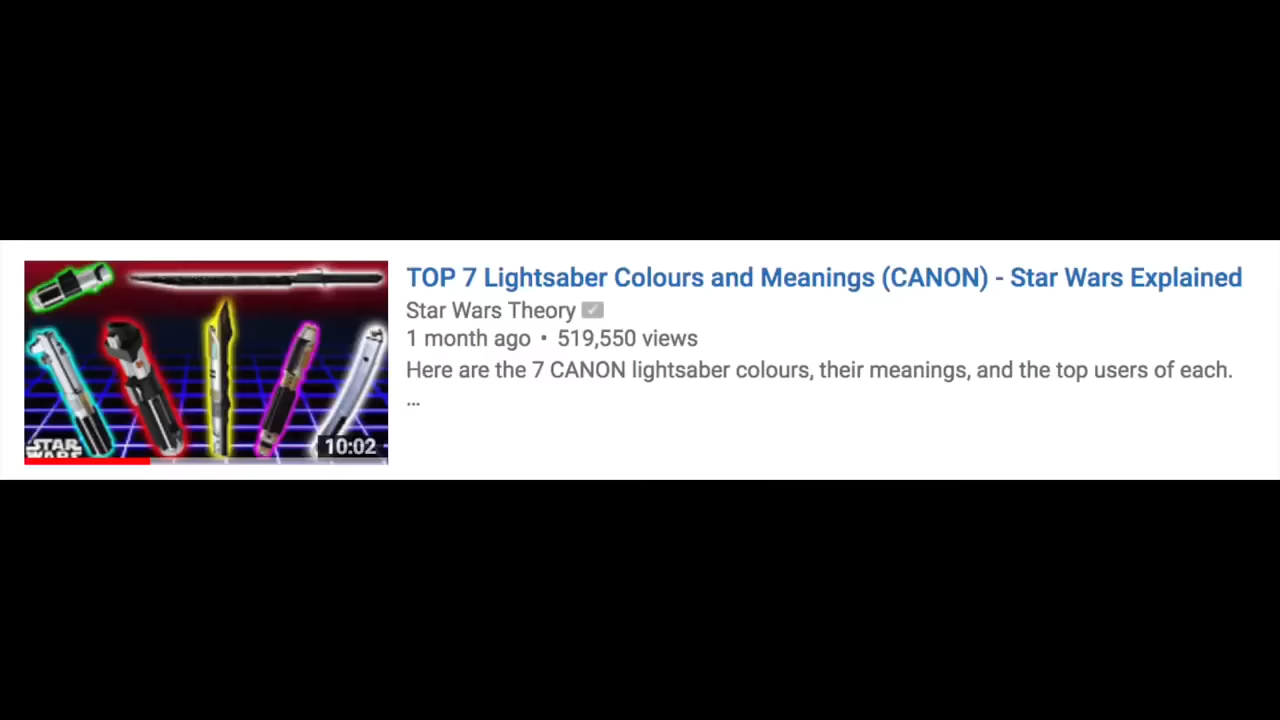 TOP 7 Lightsaber Colours and Meanings (CANON) - Star Wars Explained
Star Wars Theory
1 month ago • 519,550 views
Here are the 7 CANON lightsaber colours, their meanings, and the top users of each.
...
STAR
WARS
10:02